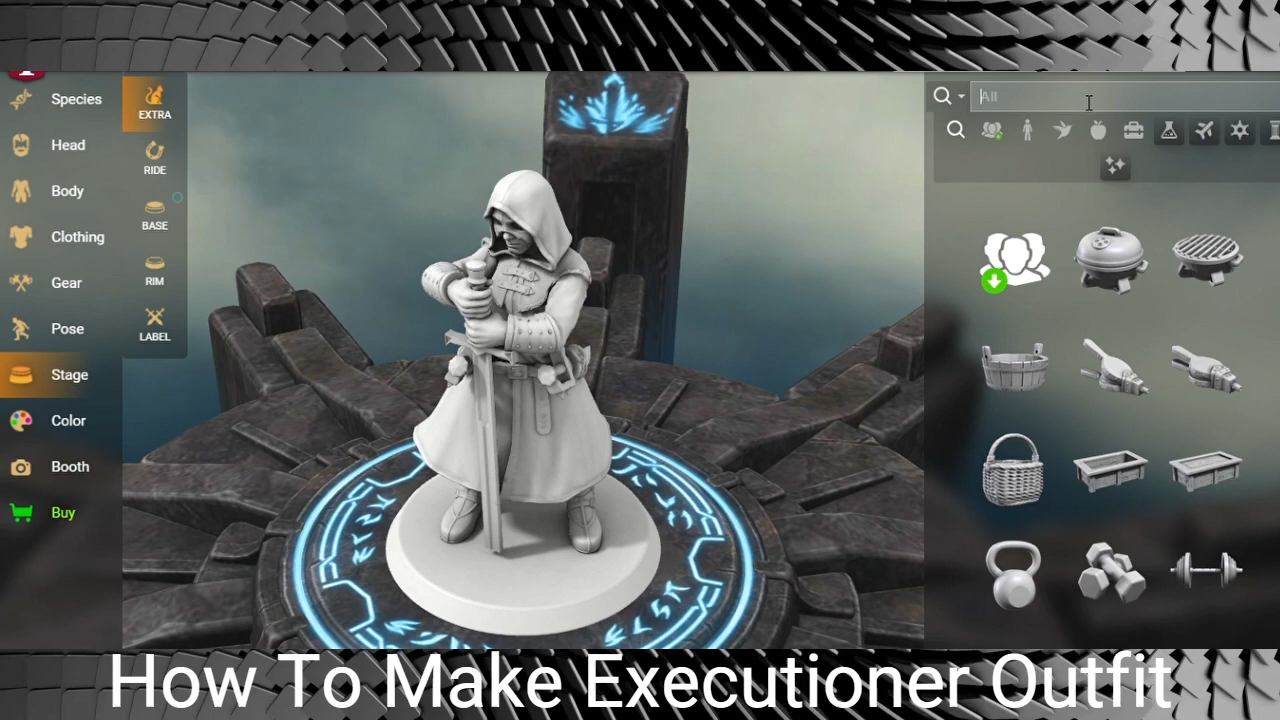 Species
Head
Body
Clothing
Gear
Pose
Stage
Color
Booth
Buy
EXTRA
RIDE
BASE
RIM
LABEL
All
How To Make Executioner Outfit